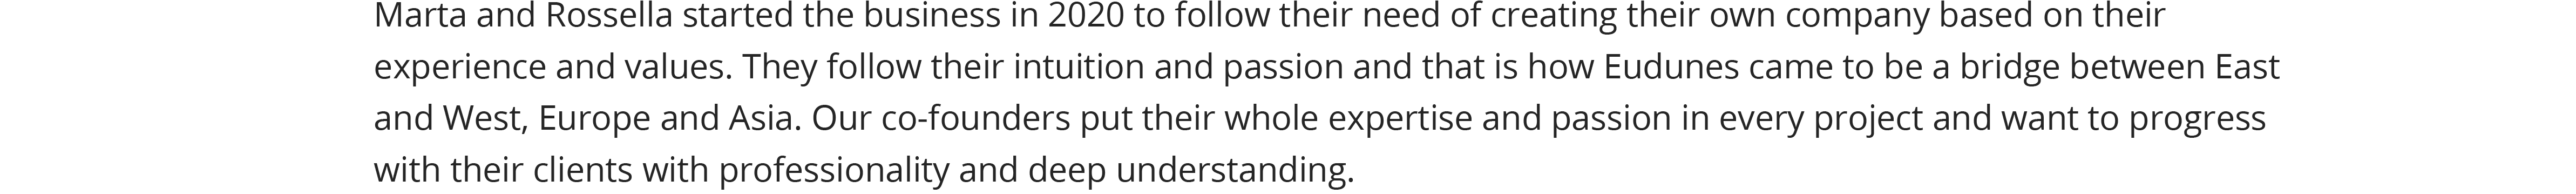 Marta and Rossella started the business in 2020 to follow their need of creating their own company based on their
experience and values. They follow their intuition and passion and that is how Eudunes came to be a bridge between East
and West, Europe and Asia. Our co-founders put their whole expertise and passion in every project and want to progress
with their clients with professionality and deep understanding.